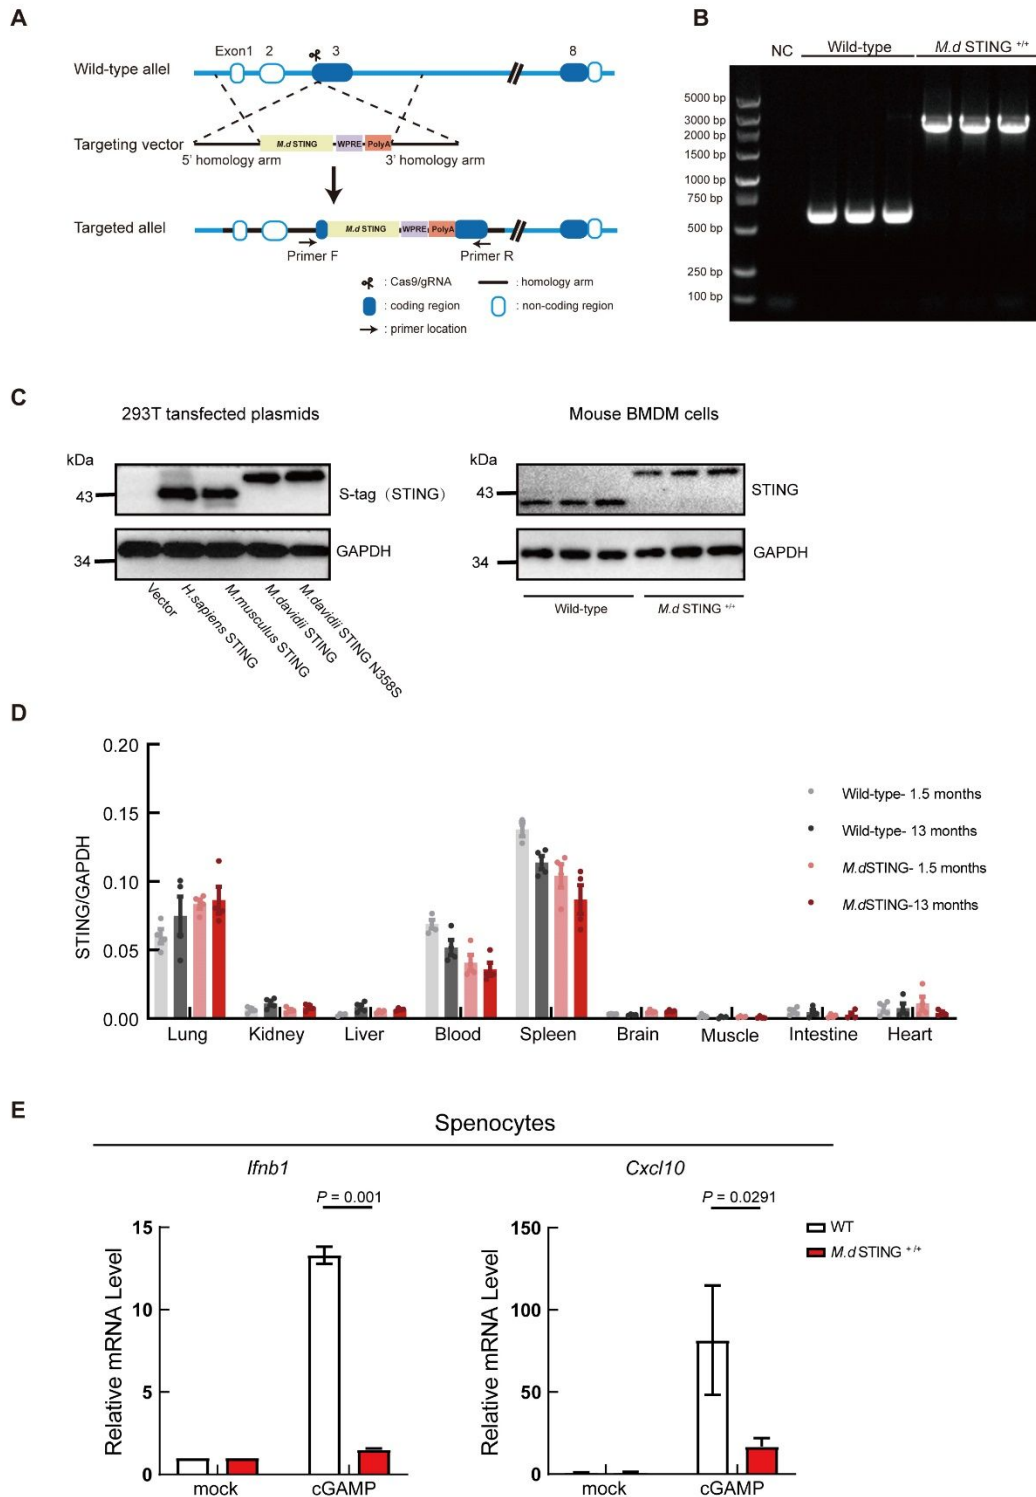 A
Exon1 2 3 8
Wild-type allel
Targeting vector
M.d STING WPRE PolyA
5' homology arm 3' homology arm
Targeted allel
M.d STING WPRE PolyA
Primer F Primer R
: Cas9/gRNA : homology arm
: coding region : non-coding region
: primer location
B
NC Wild-type M.d STING +/+
5000 bp
3000 bp
2000 bp
1500 bp
1000 bp
750 bp
500 bp
250 bp
100 bp
C
293T tansfected plasmids
kDa
43
S-tag（STING）
34
GAPDH
Vector
H.sapiens STING
M.musculus STING
M.davidii STING
M.davidii STING N358S
Mouse BMDM cells
kDa
43
STING
34
GAPDH
Wild-type M.d STING +/+
D
STING/GAPDH
0.20
0.15
0.10
0.05
0.00
Lung Kidney Liver Blood Spleen Brain Muscle Intestine Heart
Wild-type- 1.5 months
Wild-type- 13 months
M.dSTING- 1.5 months
M.dSTING-13 months
E
Spenocytes
Ifnb1
P = 0.001
Relative mRNA Level
15
10
5
0
mock cGAMP
Cxcl10
P = 0.0291
Relative mRNA Level
150
100
50
0
mock cGAMP
WT
M.d STING +/+